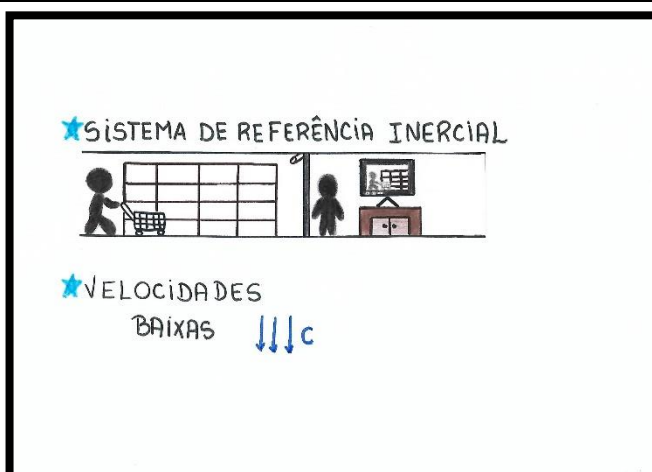 SISTEMA DE REFERÊNCIA INERCIAL
VELOCIDADES
BAIXAS ↓↓↓c